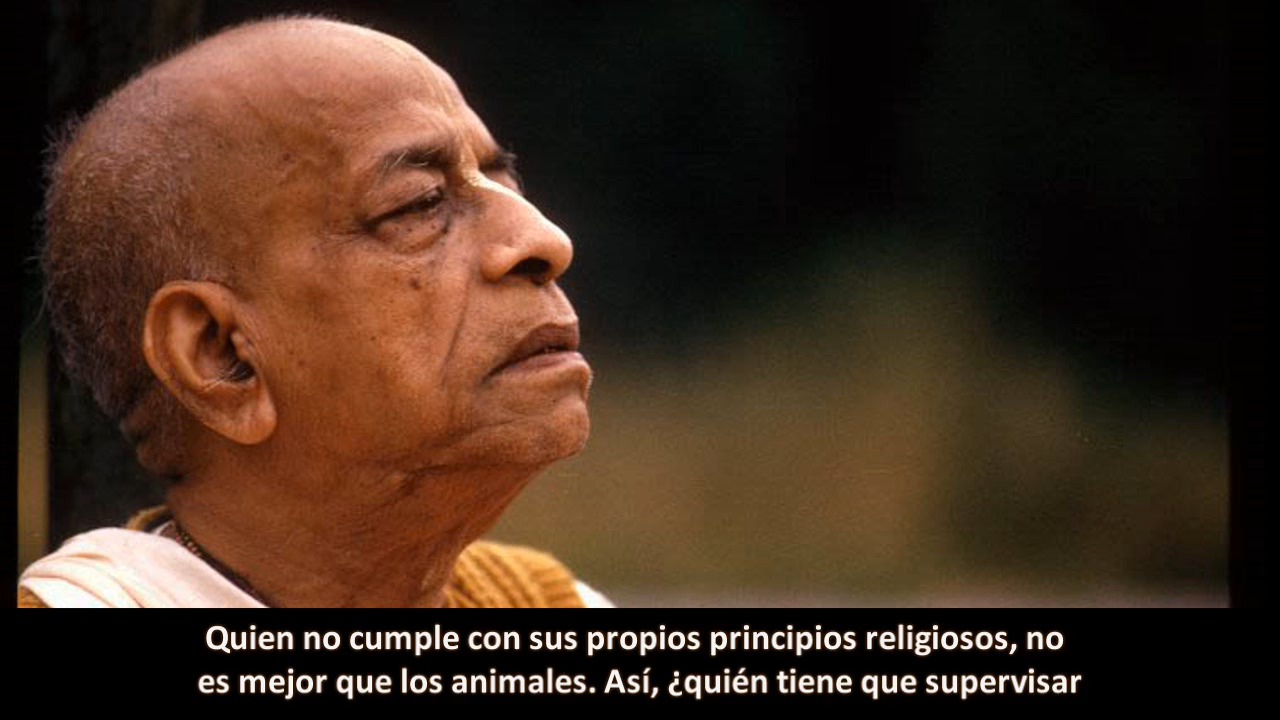 Quien no cumple con sus propios principios religiosos, no
es mejor que los animales. Así, ¿quién tiene que supervisar